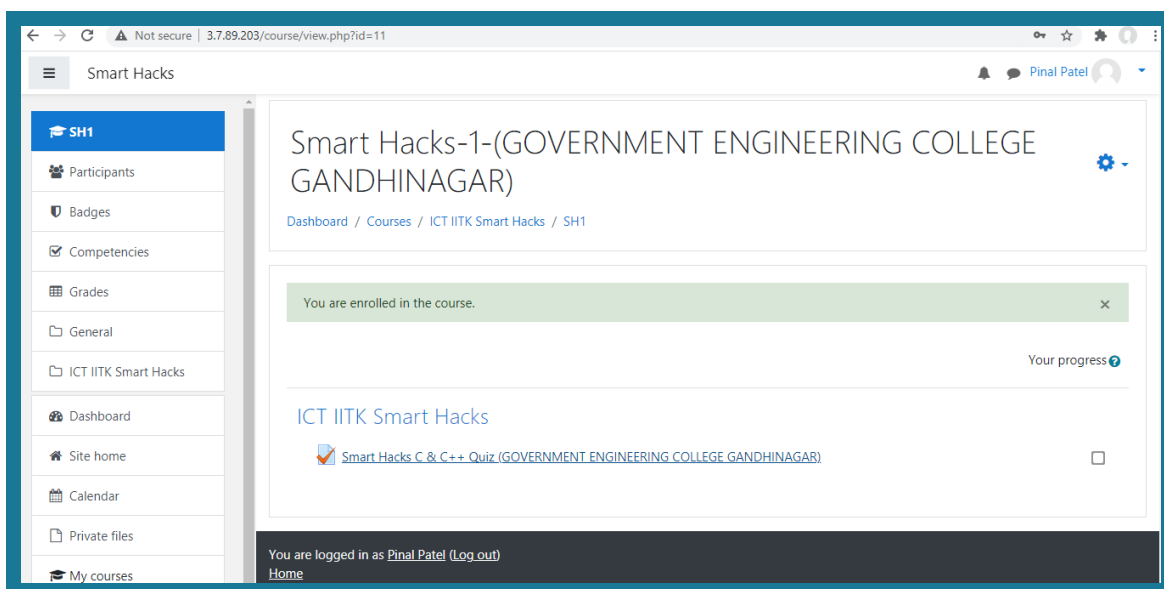 Not secure | 3.7.89.203/course/view.php?id=11
Smart Hacks
Pinal Patel
SH1
Participants
Badges
Competencies
Grades
General
ICT IITK Smart Hacks
Dashboard
Site home
Calendar
Private files
My courses
Smart Hacks-1-(GOVERNMENT ENGINEERING COLLEGE
GANDHINAGAR)
Dashboard / Courses / ICT IITK Smart Hacks / SH1
You are enrolled in the course.
Your progress
ICT IITK Smart Hacks
Smart Hacks C & C++ Quiz (GOVERNMENT ENGINEERING COLLEGE GANDHINAGAR)
You are logged in as Pinal Patel (Log out)
Home